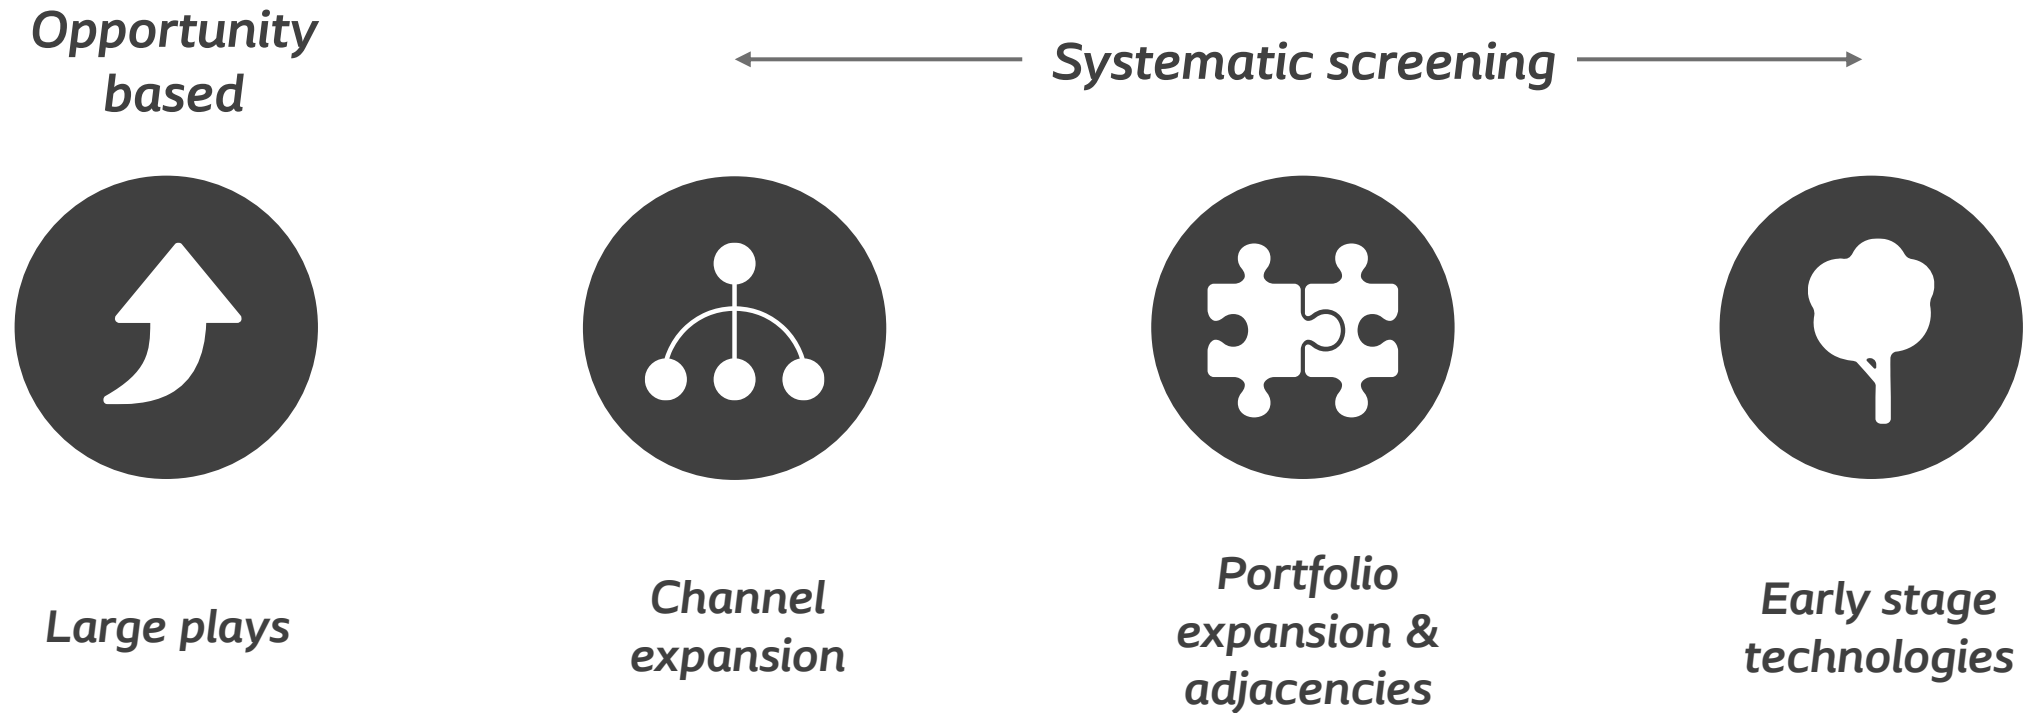 Opportunity
based
Systematic screening
Large plays
Channel
expansion
Portfolio
expansion &
adjacencies
Early stage
technologies